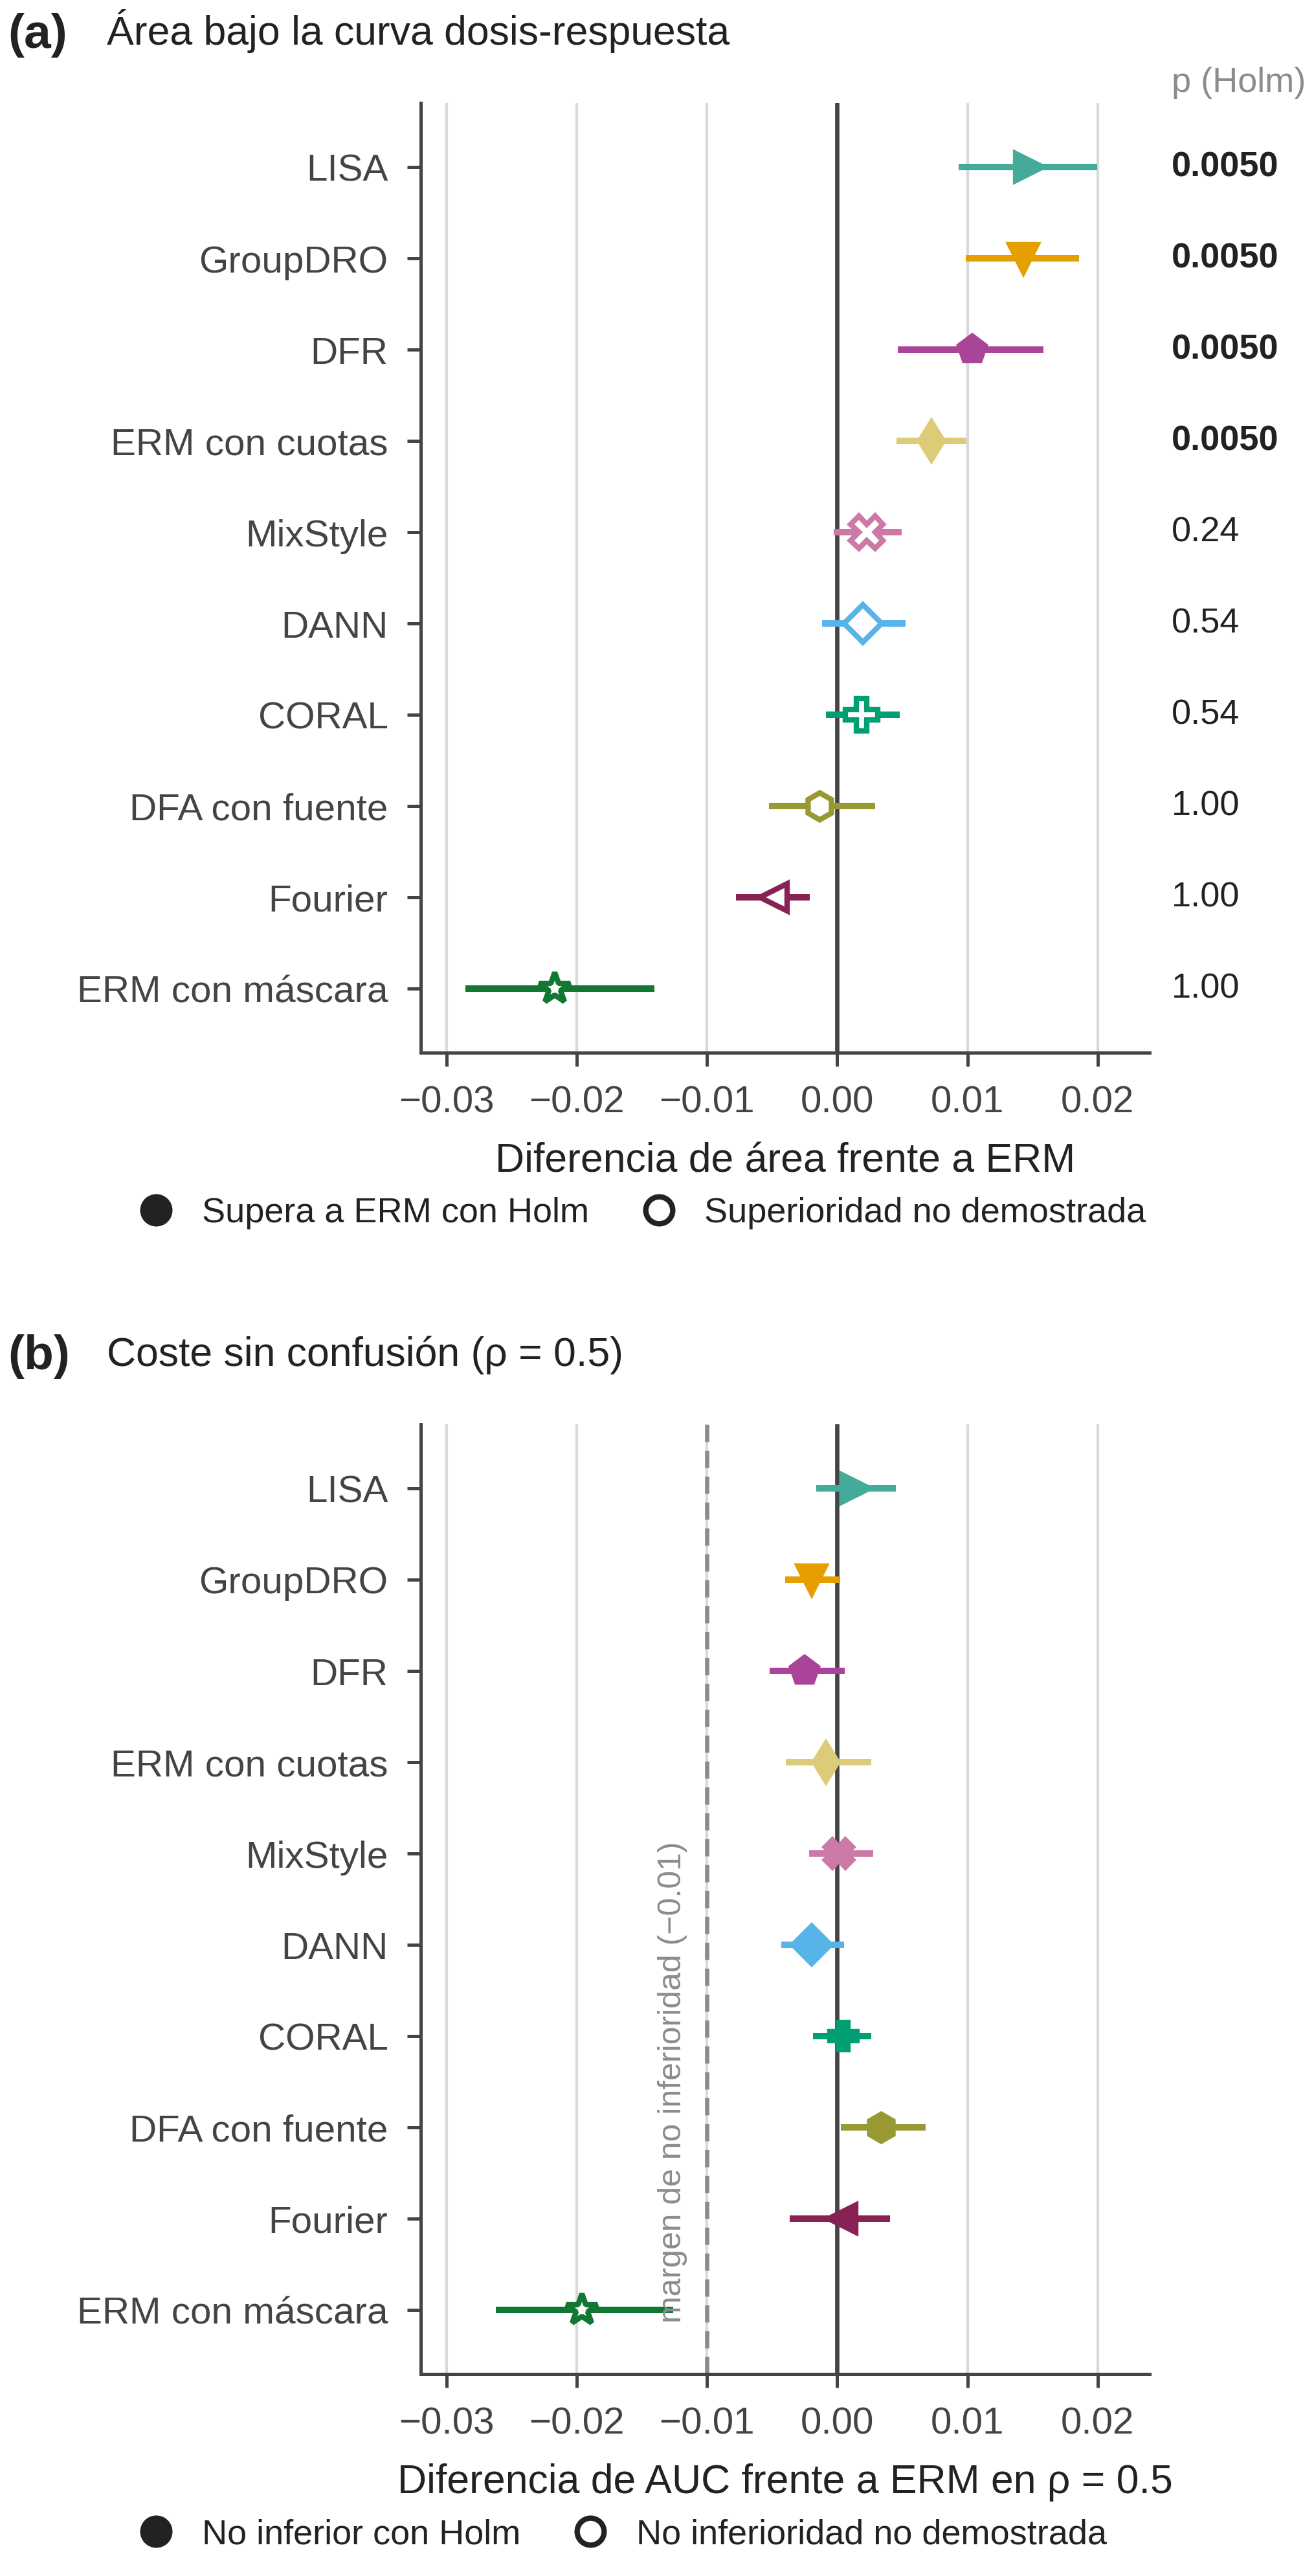 (a) Área bajo la curva dosis-respuesta
p (Holm)
LISA 0.0050
GroupDRO 0.0050
DFR 0.0050
ERM con cuotas 0.0050
MixStyle 0.24
DANN 0.54
CORAL 0.54
DFA con fuente 1.00
Fourier 1.00
ERM con máscara 1.00
−0.03 −0.02 −0.01 0.00 0.01 0.02
Diferencia de área frente a ERM
Supera a ERM con Holm Superioridad no demostrada
(b) Coste sin confusión (ρ = 0.5)
LISA
GroupDRO
DFR
ERM con cuotas
MixStyle
DANN
CORAL
DFA con fuente
Fourier
ERM con máscara
margen de no inferioridad (−0.01)
−0.03 −0.02 −0.01 0.00 0.01 0.02
Diferencia de AUC frente a ERM en ρ = 0.5
No inferior con Holm No inferioridad no demostrada